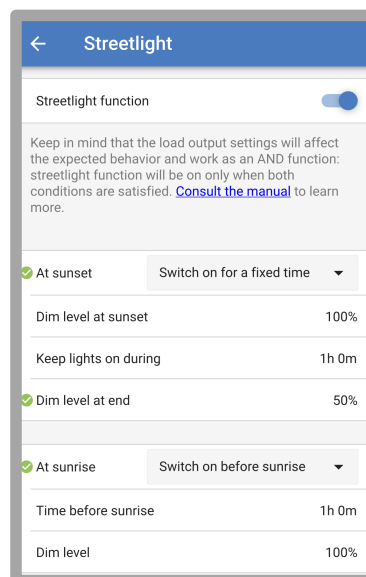 Streetlight
Streetlight function
Keep in mind that the load output settings will affect
the expected behavior and work as an AND function:
streetlight function will be on only when both
conditions are satisfied. Consult the manual to learn
more.
At sunset Switch on for a fixed time
Dim level at sunset 100%
Keep lights on during 1h 0m
Dim level at end 50%
At sunrise Switch on before sunrise
Time before sunrise 1h 0m
Dim level 100%